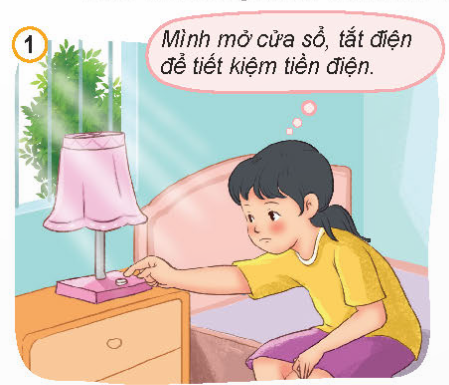 1
Mình mở cửa sổ, tắt điện
để tiết kiệm tiền điện.